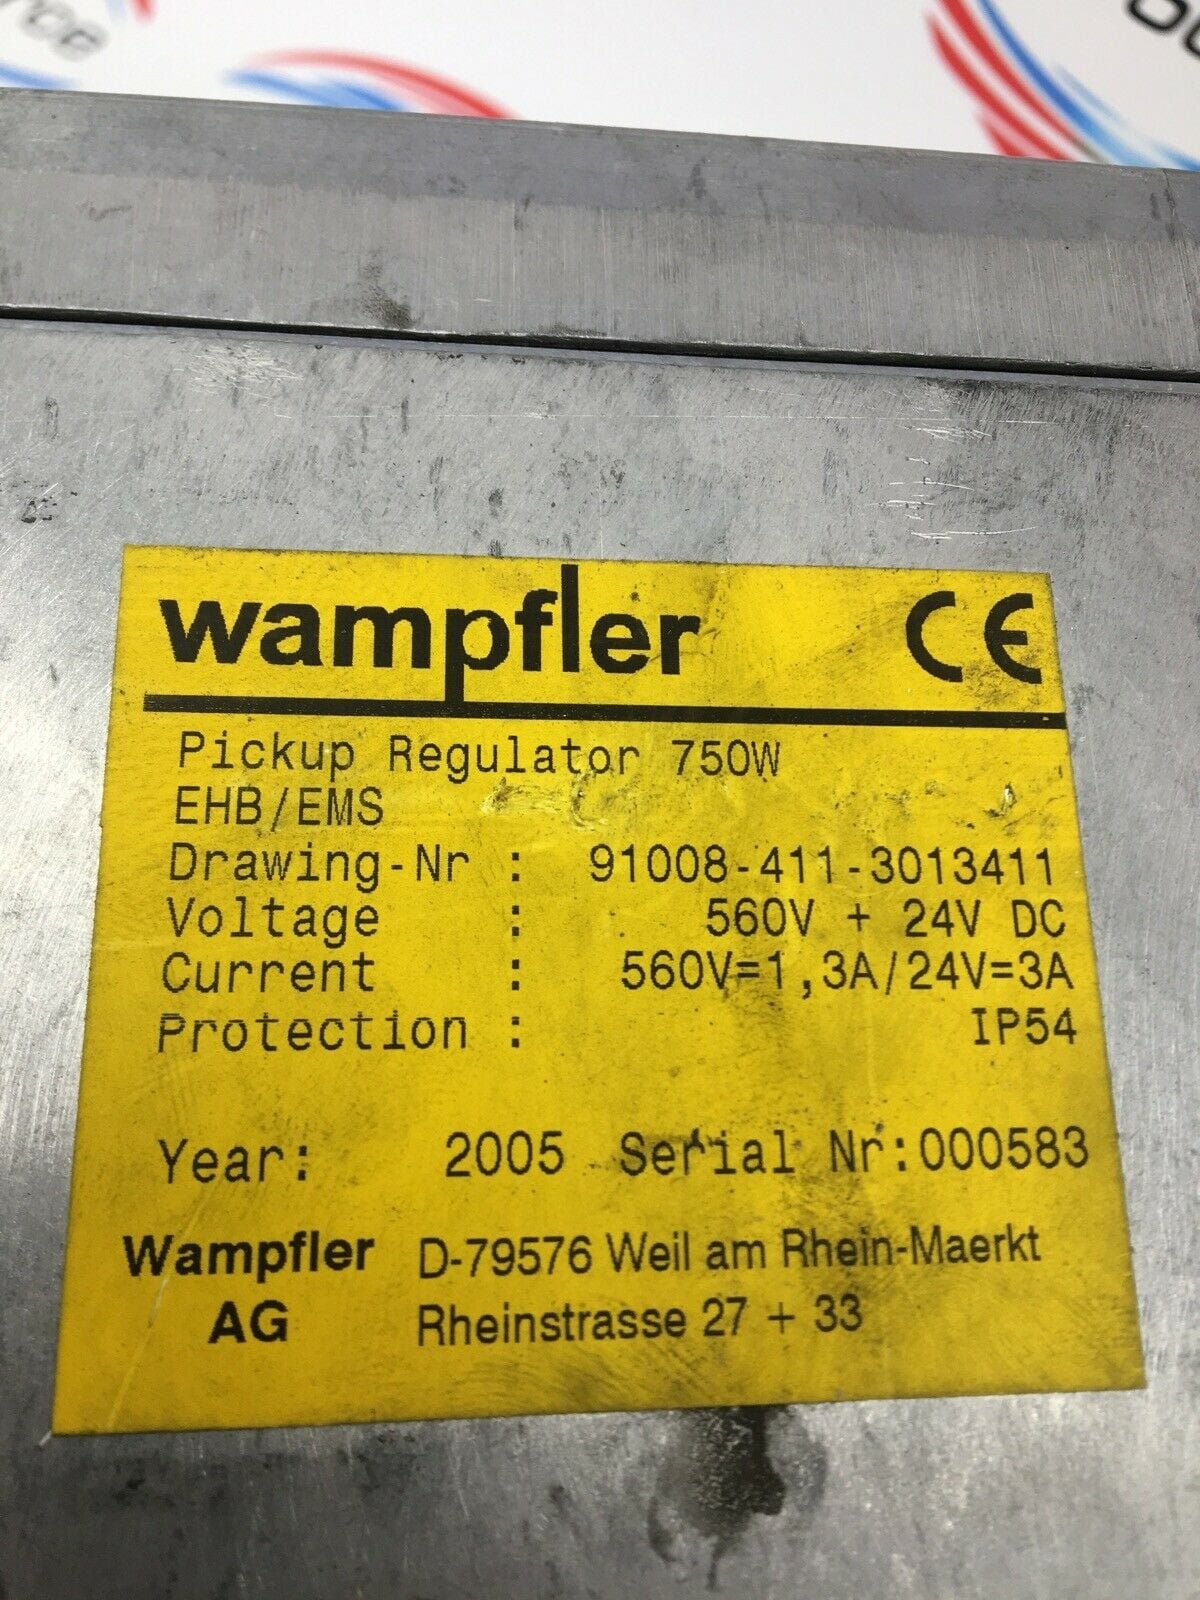 wampfler CE
Pickup Regulator 750W
EHB/EMS
Drawing-Nr : 91008-411-3013411
Voltage : 560V + 24V DC
Current : 560V=1,3A/24V=3A
Protection : IP54
Year: 2005 Serial Nr:000583
Wampfler AG
D-79576 Weil am Rhein-Maerkt
Rheinstrasse 27 + 33